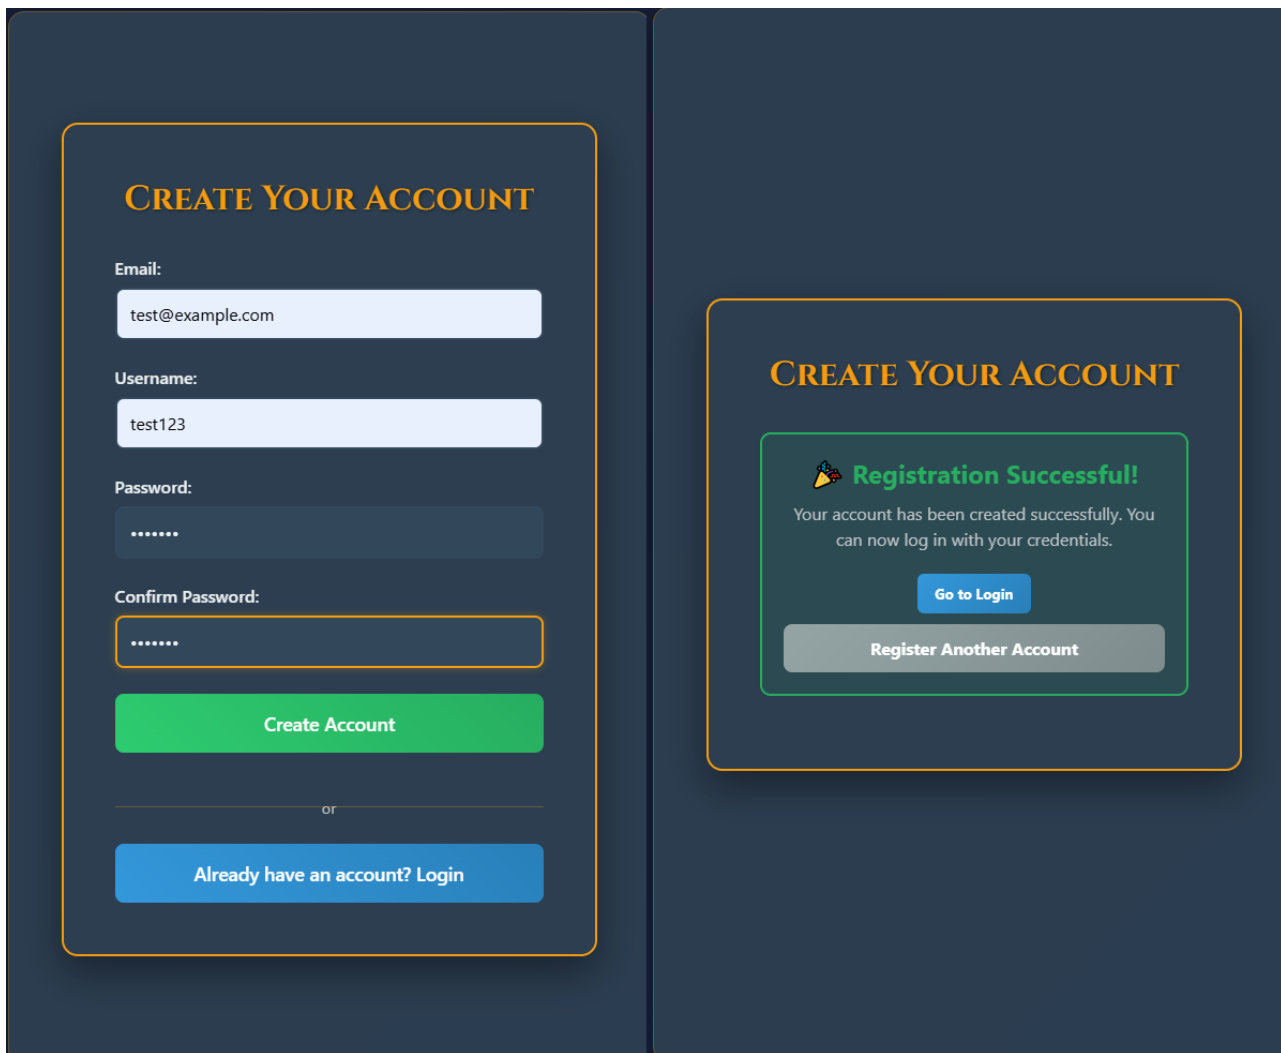 Create Your Account
Email:
test@example.com
Username:
test123
Password:
•••••••
Confirm Password:
•••••••
Create Account
or
Already have an account? Login
Create Your Account
🎉 Registration Successful!
Your account has been created successfully. You
can now log in with your credentials.
Go to Login
Register Another Account